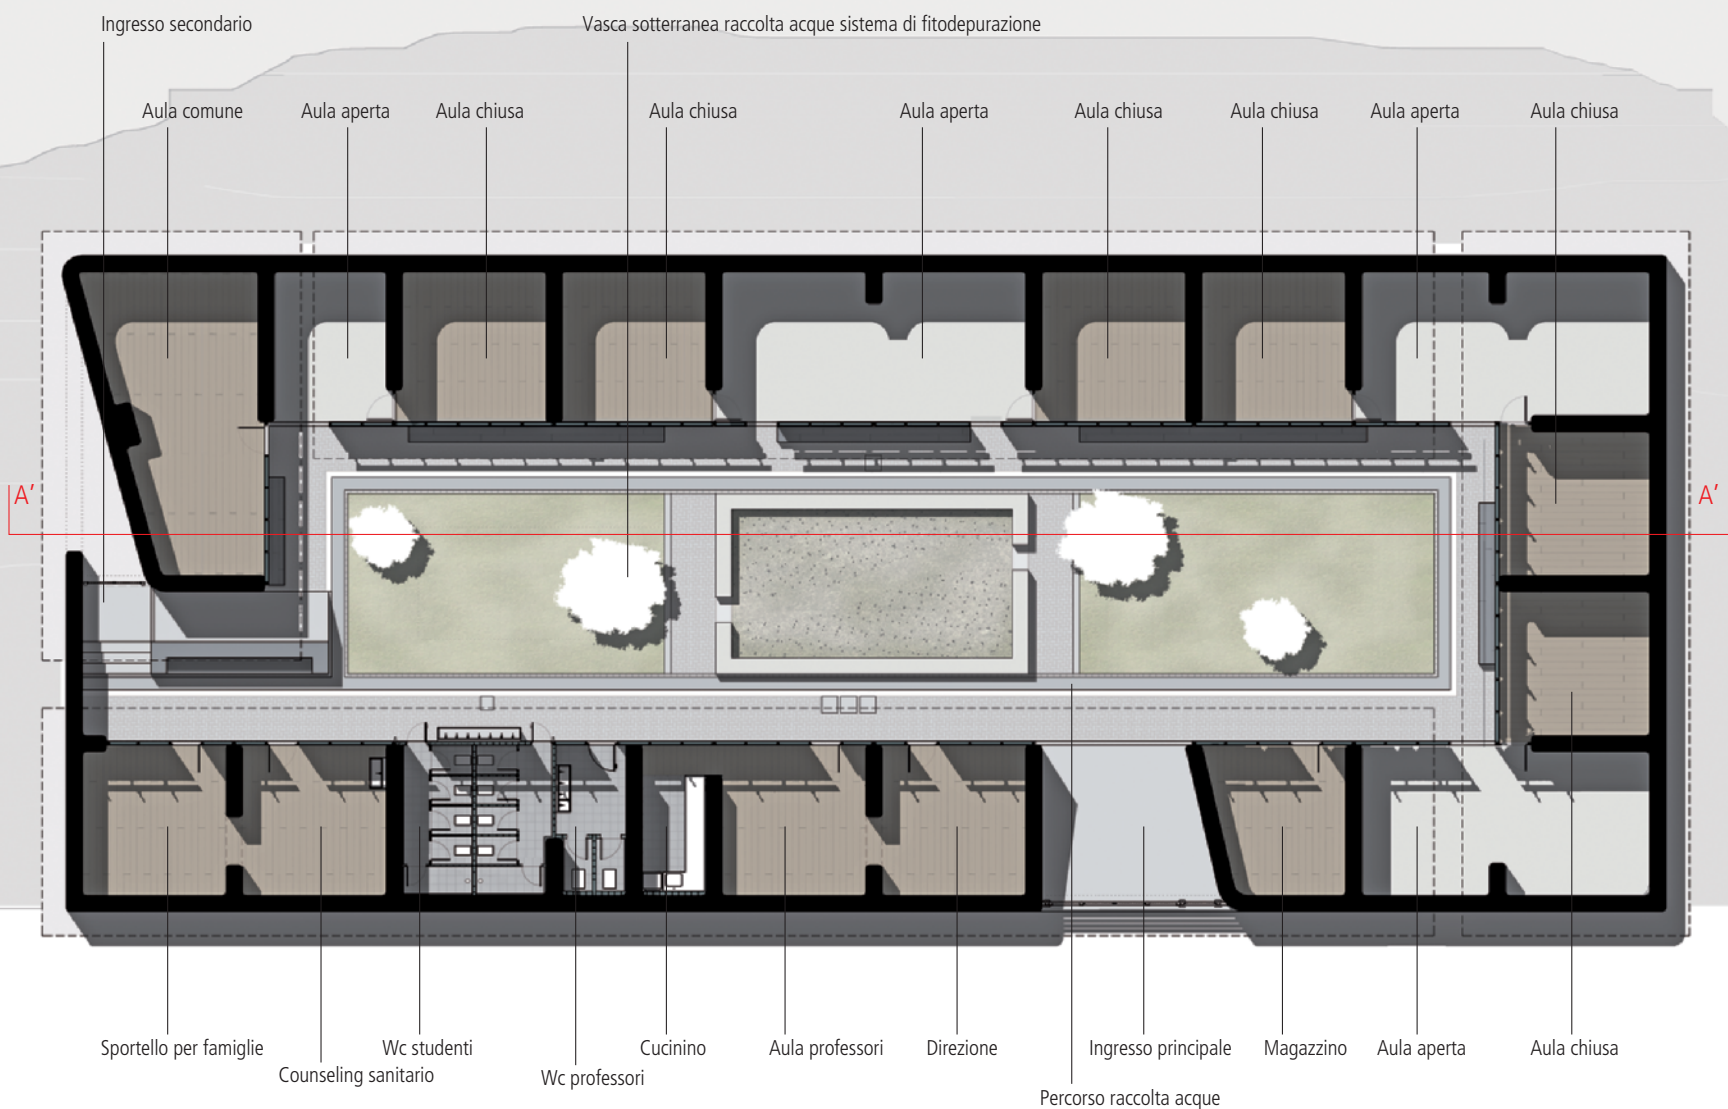 Ingresso secondario
Vasca sotterranea raccolta acque sistema di fitodepurazione
Aula comune
Aula aperta
Aula chiusa
Aula chiusa
Aula aperta
Aula chiusa
Aula chiusa
Aula aperta
Aula chiusa
A’
A’
Sportello per famiglie
Counseling sanitario
Wc studenti
Wc professori
Cucinino
Aula professori
Direzione
Percorso raccolta acque
Ingresso principale
Magazzino
Aula aperta
Aula chiusa